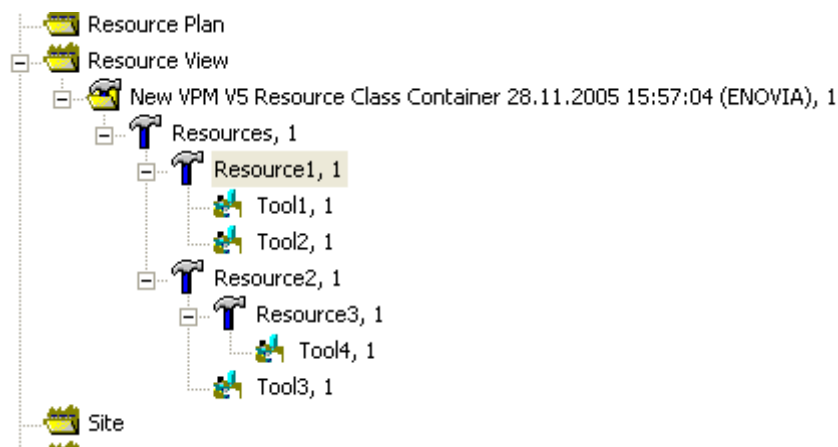 Resource Plan
Resource View
New VPM V5 Resource Class Container 28.11.2005 15:57:04 (ENOVIA), 1
Resources, 1
Resource1, 1
Tool1, 1
Tool2, 1
Resource2, 1
Resource3, 1
Tool4, 1
Tool3, 1
Site